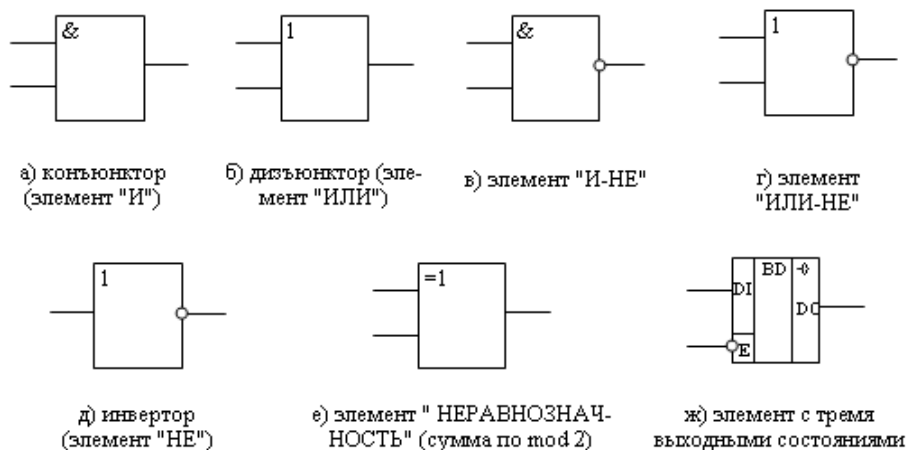 &
1
&
1
а) конъюнктор
(элемент "И")
б) дизъюнктор (эле-
мент "ИЛИ")
в) элемент "И-НЕ"
г) элемент
"ИЛИ-НЕ"
1
=1
BD
DI
E
д) инвертор
(элемент "НЕ")
е) элемент " НЕРАВНОЗНАЧ-
НОСТЬ" (сумма по mod 2)
ж) элемент с тремя
выходными состояниями